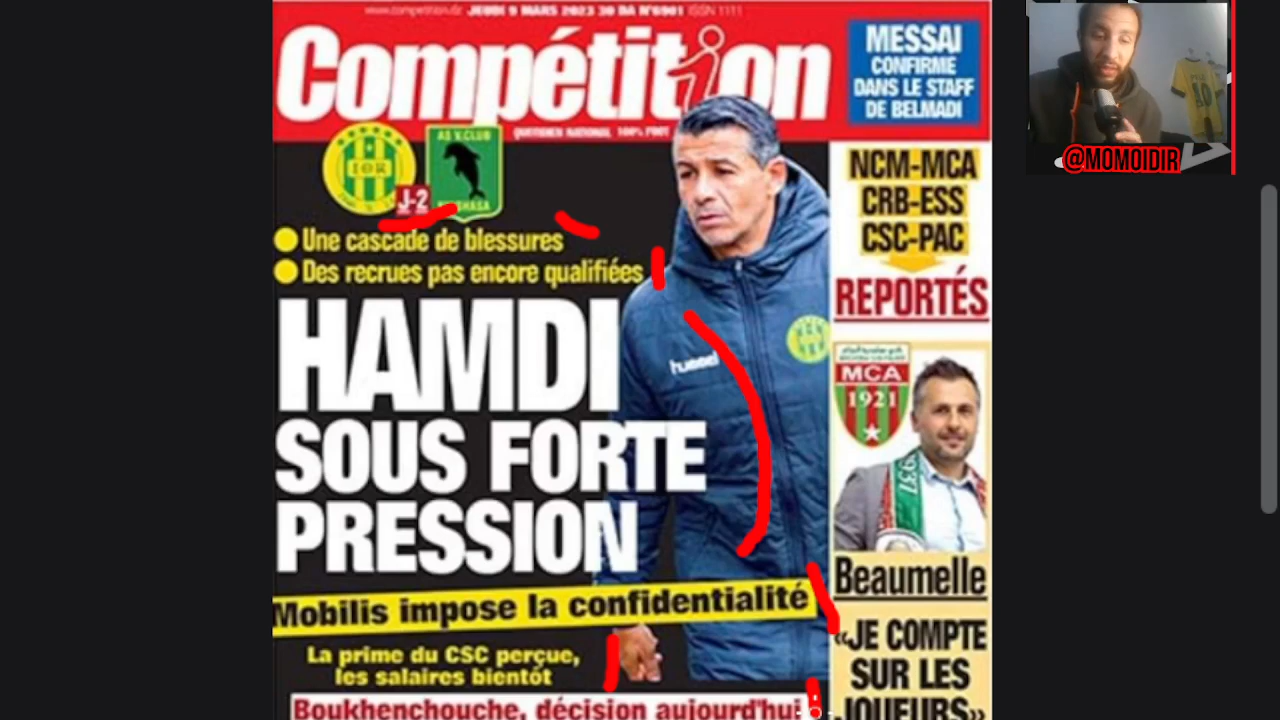 www.competition.dz JEUDI 9 MARS 2023 30 DA N°6901 ISSN 1111
Compétition
QUOTIDIEN NATIONAL 100% FOOT
MESSAI
CONFIRMÉ
DANS LE STAFF
DE BELMADI
AS V.CLUB
J-2
Une cascade de blessures
Des recrues pas encore qualifiées
HAMDI
SOUS FORTE
PRESSION
hummel
Mobilis impose la confidentialité
La prime du CSC perçue,
les salaires bientôt
Boukhenchouche, décision aujourd'hui
NCM-MCA
CRB-ESS
CSC-PAC
REPORTÉS
MCA
1921
Beaumelle
«JE COMPTE
SUR LES
JOUEURS»
@MOMOIDIR
10